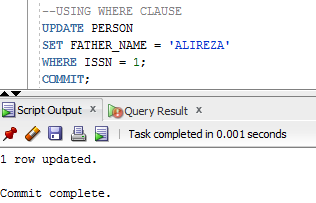 --USING WHERE CLAUSE
UPDATE PERSON
SET FATHER_NAME = 'ALIREZA'
WHERE ISSN = 1;
COMMIT;
Script Output x Query Result x
Task completed in 0.001 seconds
1 row updated.
Commit complete.